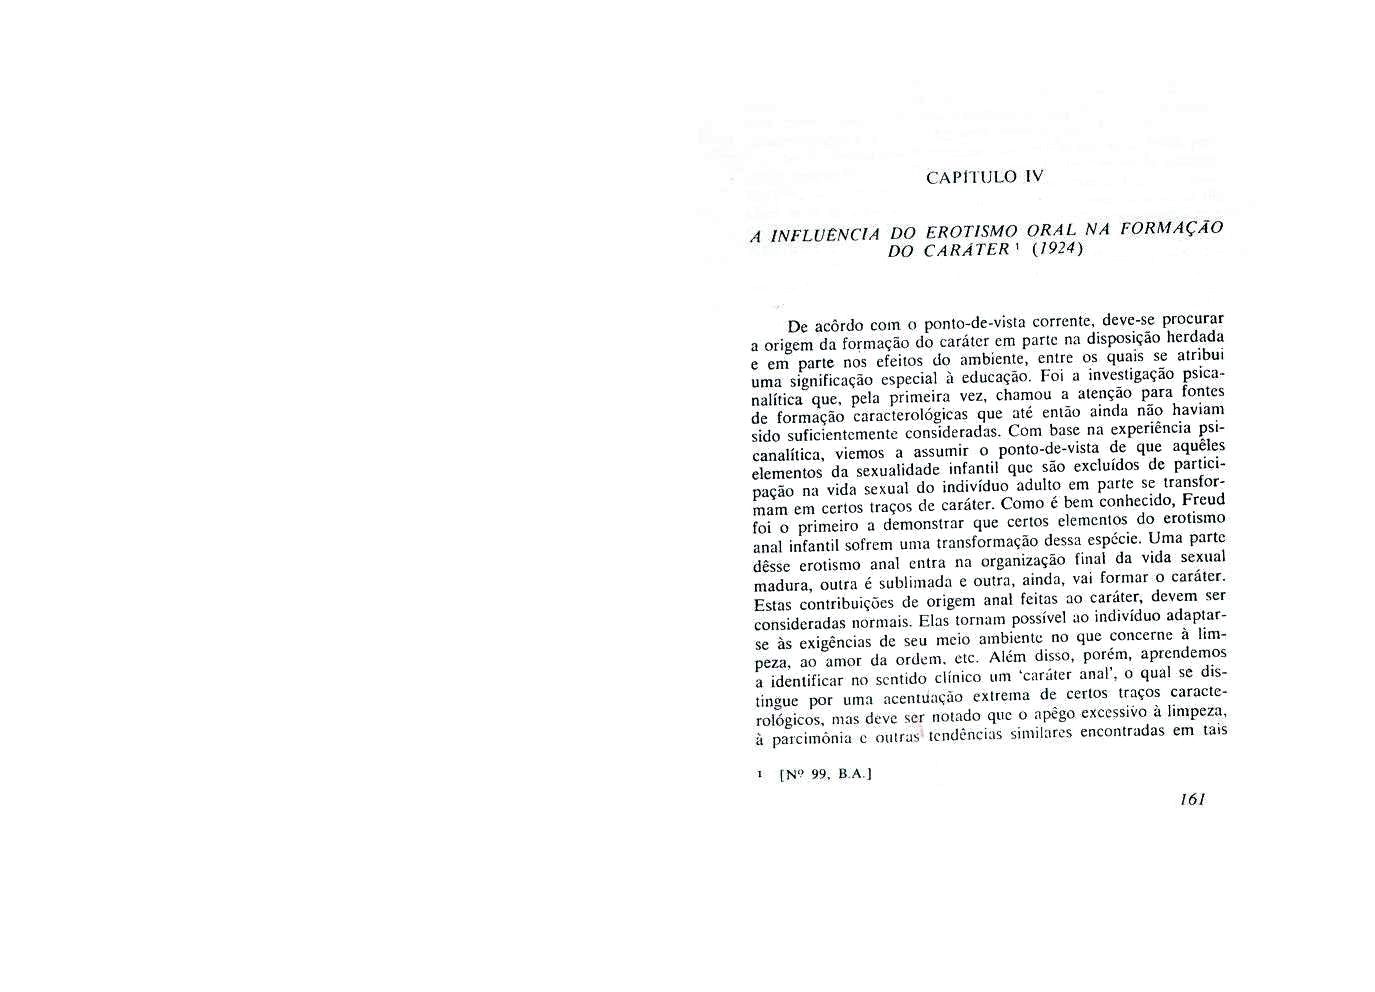 CAPÍTULO IV
A INFLUÊNCIA DO EROTISMO ORAL NA FORMAÇÃO
DO CARÁTER ¹ (1924)
De acôrdo com o ponto-de-vista corrente, deve-se procurar
a origem da formação do caráter em parte na disposição herdada
e em parte nos efeitos do ambiente, entre os quais se atribui
uma significação especial à educação. Foi a investigação psica-
nalítica que, pela primeira vez, chamou a atenção para fontes
de formação caracterológicas que até então ainda não haviam
sido suficientemente consideradas. Com base na experiência psi-
canalítica, viemos a assumir o ponto-de-vista de que aquêles
elementos da sexualidade infantil que são excluídos de partici-
pação na vida sexual do indivíduo adulto em parte se transfor-
mam em certos traços de caráter. Como é bem conhecido, Freud
foi o primeiro a demonstrar que certos elementos do erotismo
anal infantil sofrem uma transformação dessa espécie. Uma parte
dêsse erotismo anal entra na organização final da vida sexual
madura, outra é sublimada e outra, ainda, vai formar o caráter.
Estas contribuições de origem anal feitas ao caráter, devem ser
consideradas normais. Elas tornam possível ao indivíduo adaptar-
se às exigências de seu meio ambiente no que concerne à lim-
peza, ao amor da ordem, etc. Além disso, porém, aprendemos
a identificar no sentido clínico um 'caráter anal', o qual se dis-
tingue por uma acentuação extrema de certos traços caracte-
rológicos, mas deve ser notado que o apêgo excessivo à limpeza,
à parcimônia e outras tendências similares encontradas em tais
¹ [Nº 99, B.A.]
161